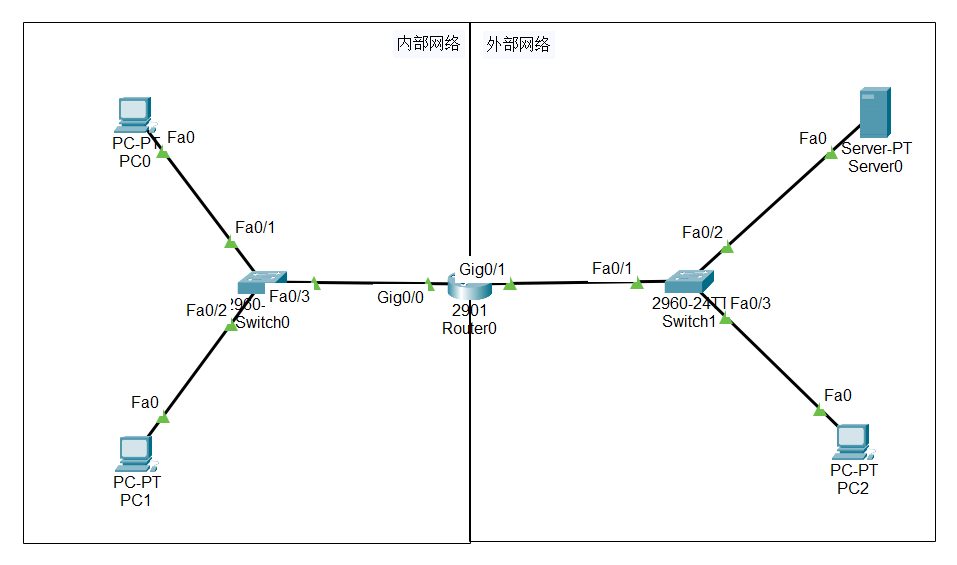 内部网络
外部网络
PC-PT
PC0
Fa0
Fa0/1
Fa0/3
960-
Switch0
Fa0/2
Fa0
PC-PT
PC1
Gig0/0
Gig0/1
2901
Router0
Fa0/1
Fa0/2
Fa0
Server-PT
Server0
2960-24TT
Switch1
Fa0/3
Fa0
PC-PT
PC2